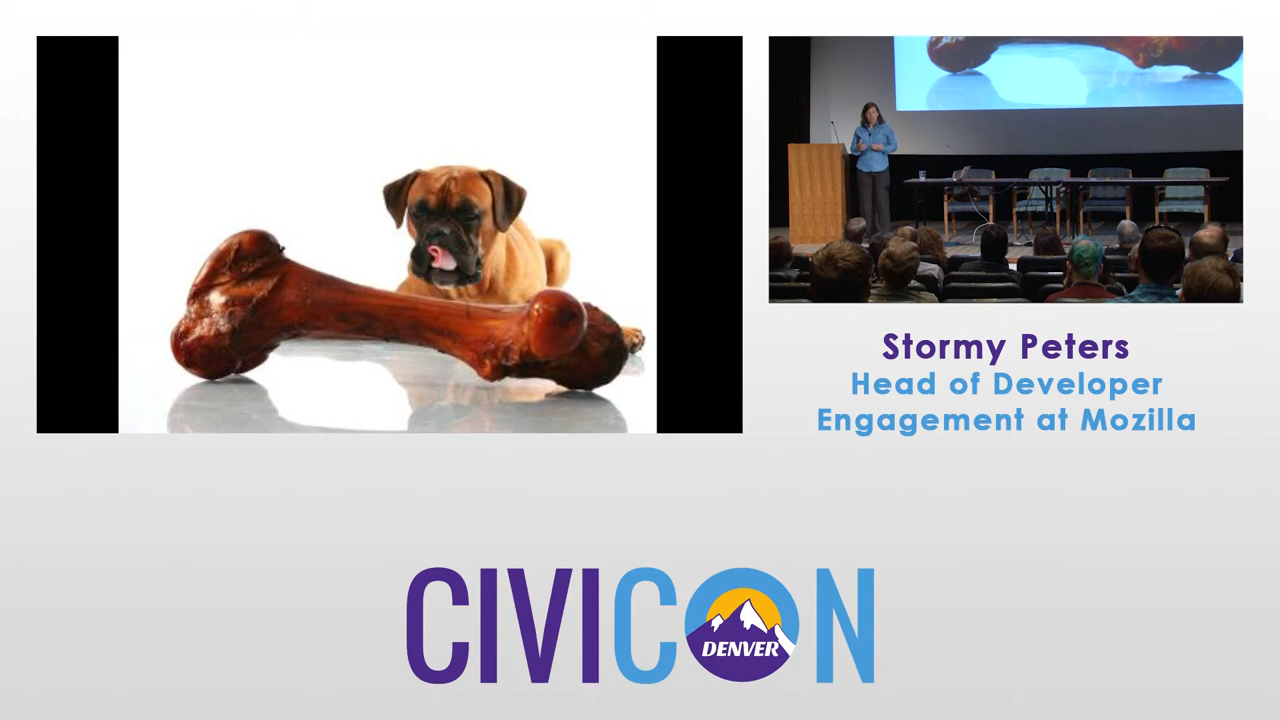 Stormy Peters
Head of Developer
Engagement at Mozilla
CIVICON
DENVER